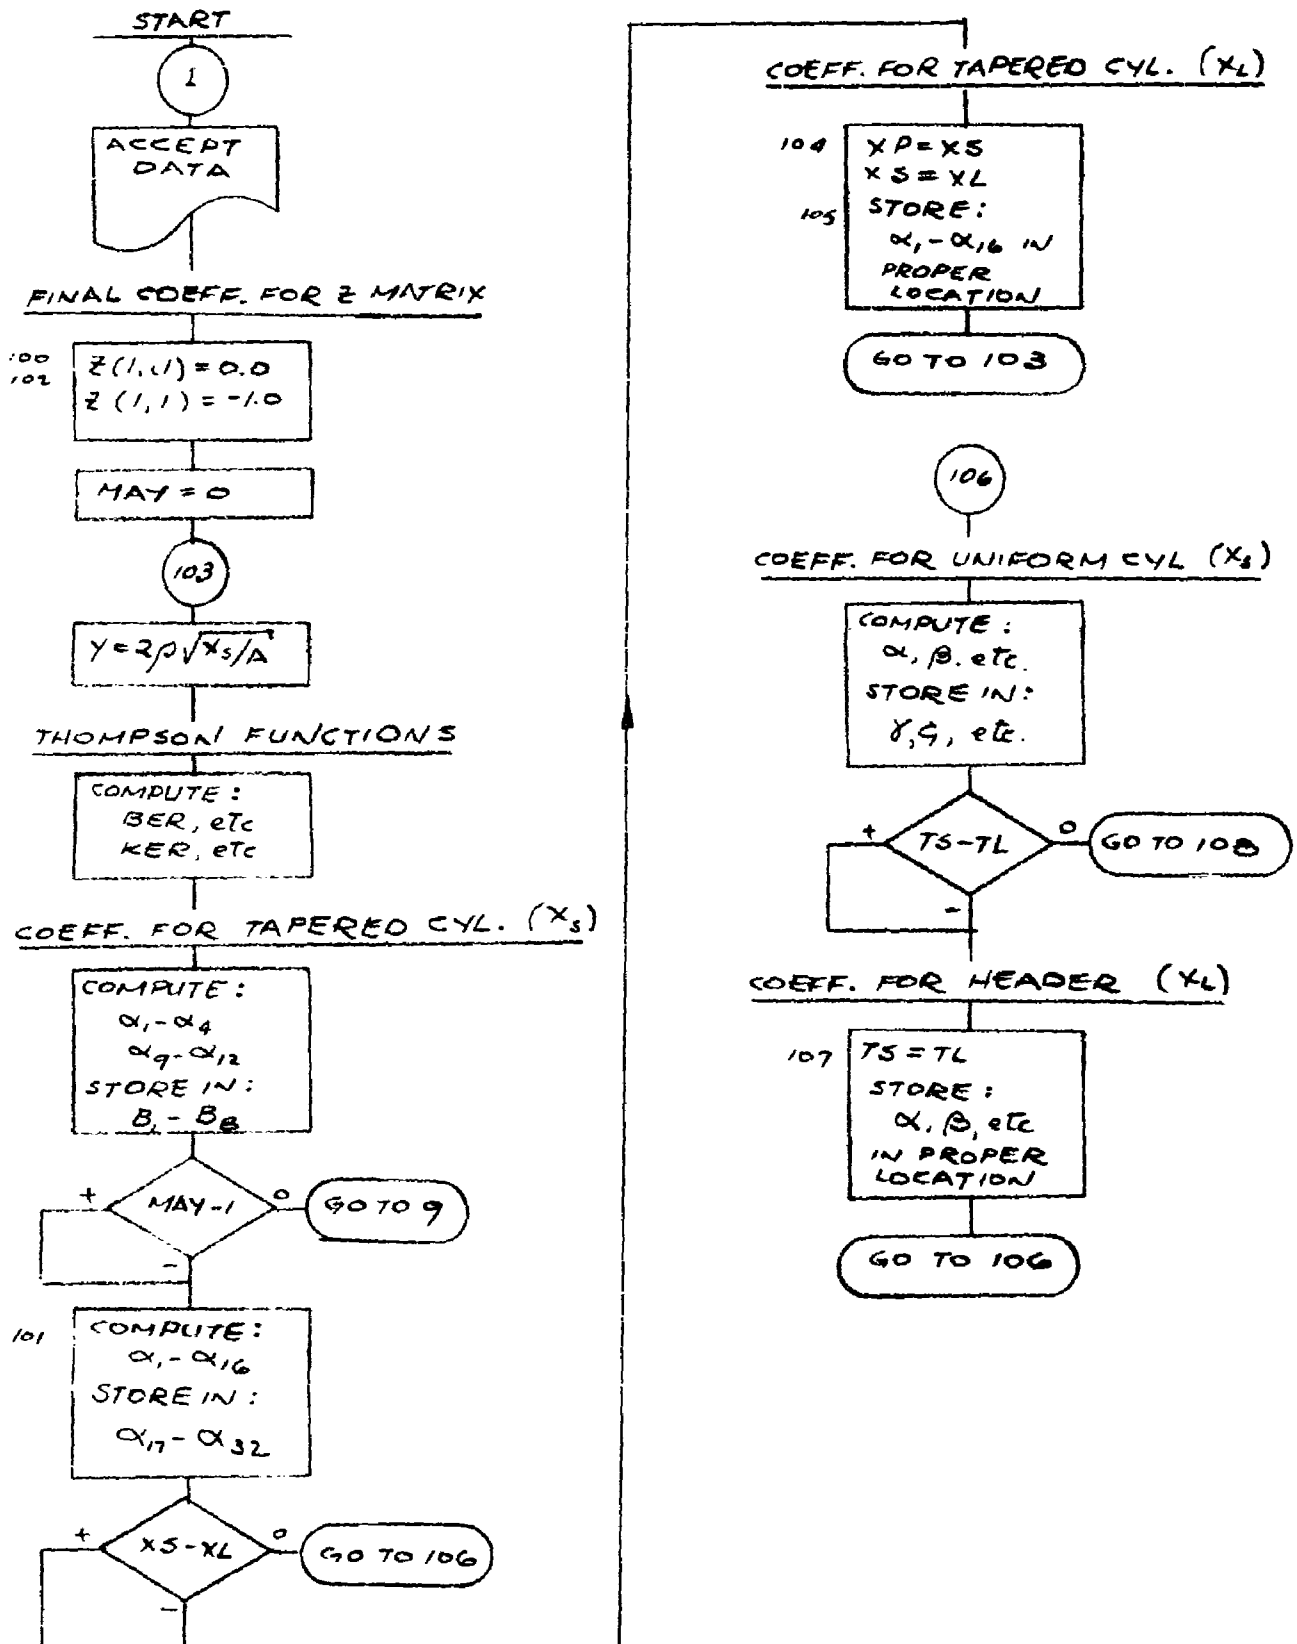 START
1
ACCEPT
DATA
FINAL COEFF. FOR Z MATRIX
100
102
Z(1,1) = 0.0
Z(1,1) = -1.0
MAY = 0
103
Y = 2ρ√Xs/A
THOMPSON FUNCTIONS
COMPUTE:
BER, etc
KER, etc
COEFF. FOR TAPERED CYL. (Xs)
COMPUTE:
α₁ - α₄
α₉ - α₁₂
STORE IN:
B₁ - B₈
+
MAY-1
0
GO TO 9
-
101
COMPUTE:
α₁ - α₁₆
STORE IN:
α₁₇ - α₃₂
+
XS-XL
0
GO TO 106
-
COEFF. FOR TAPERED CYL. (XL)
104
XP = XS
XS = XL
105
STORE:
α₁ - α₁₆ IN
PROPER
LOCATION
GO TO 103
106
COEFF. FOR UNIFORM CYL (Xs)
COMPUTE:
α, β. etc.
STORE IN:
γ, ς, etc.
+
TS-TL
0
GO TO 108
-
COEFF. FOR HEADER (XL)
107
TS = TL
STORE:
α, β, etc
IN PROPER
LOCATION
GO TO 106